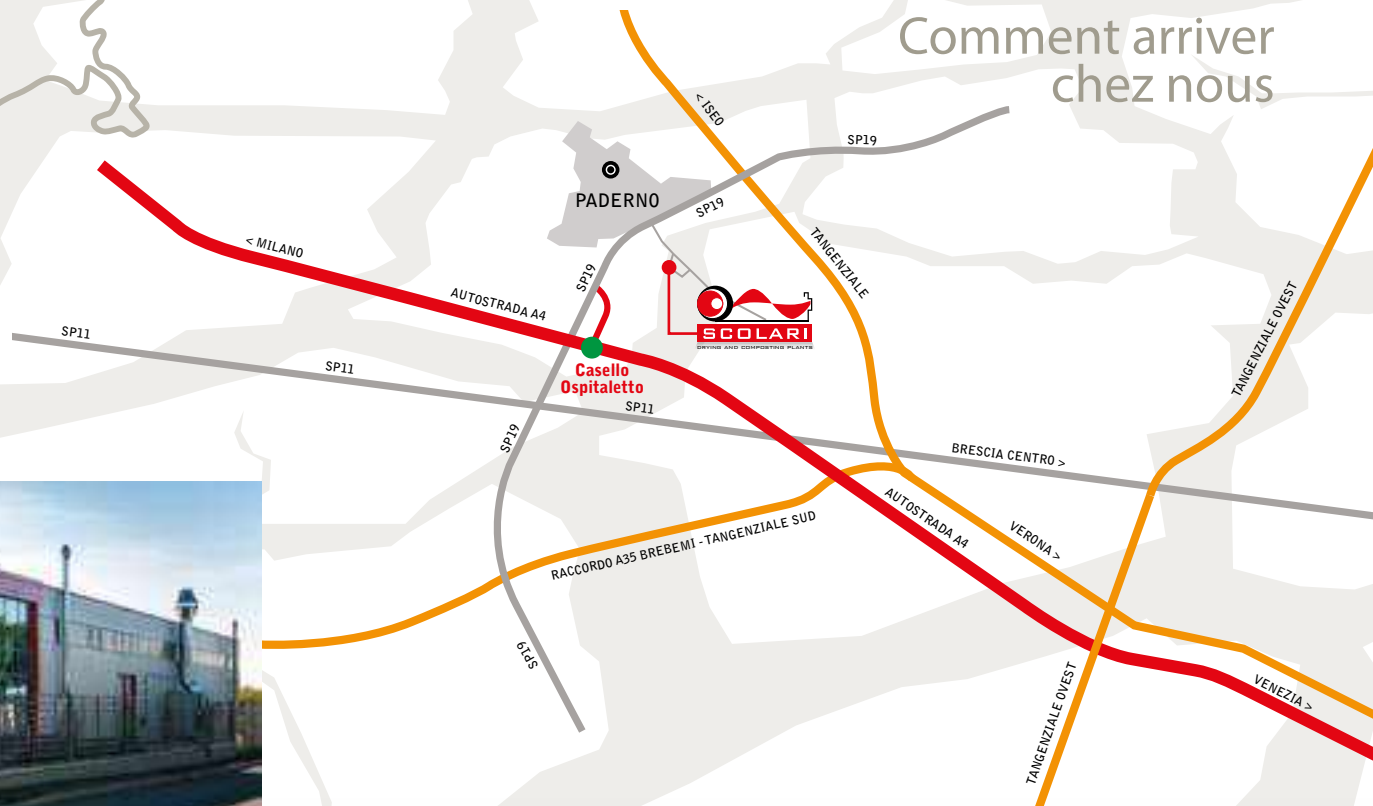 Comment arriver
chez nous
< ISEO
SP19
PADERNO
SP19
< MILANO
TANGENZIALE
SP19
AUTOSTRADA A4
TANGENZIALE OVEST
SCOLARI
DRYING AND COMPOSTING PLANTS
SP11
SP11
Casello
Ospitaletto
SP11
SP19
BRESCIA CENTRO >
AUTOSTRADA A4
VERONA >
RACCORDO A35 BREBEMI - TANGENZIALE SUD
SP19
TANGENZIALE OVEST
VENEZIA >